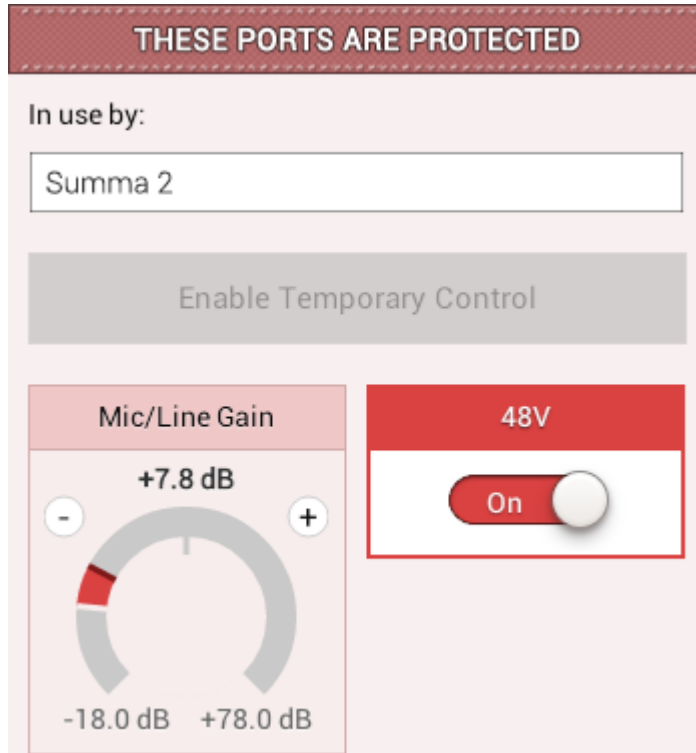 THESE PORTS ARE PROTECTED
In use by:
Summa 2
Enable Temporary Control
Mic/Line Gain
48V
+7.8 dB
-
+
On
-18.0 dB +78.0 dB